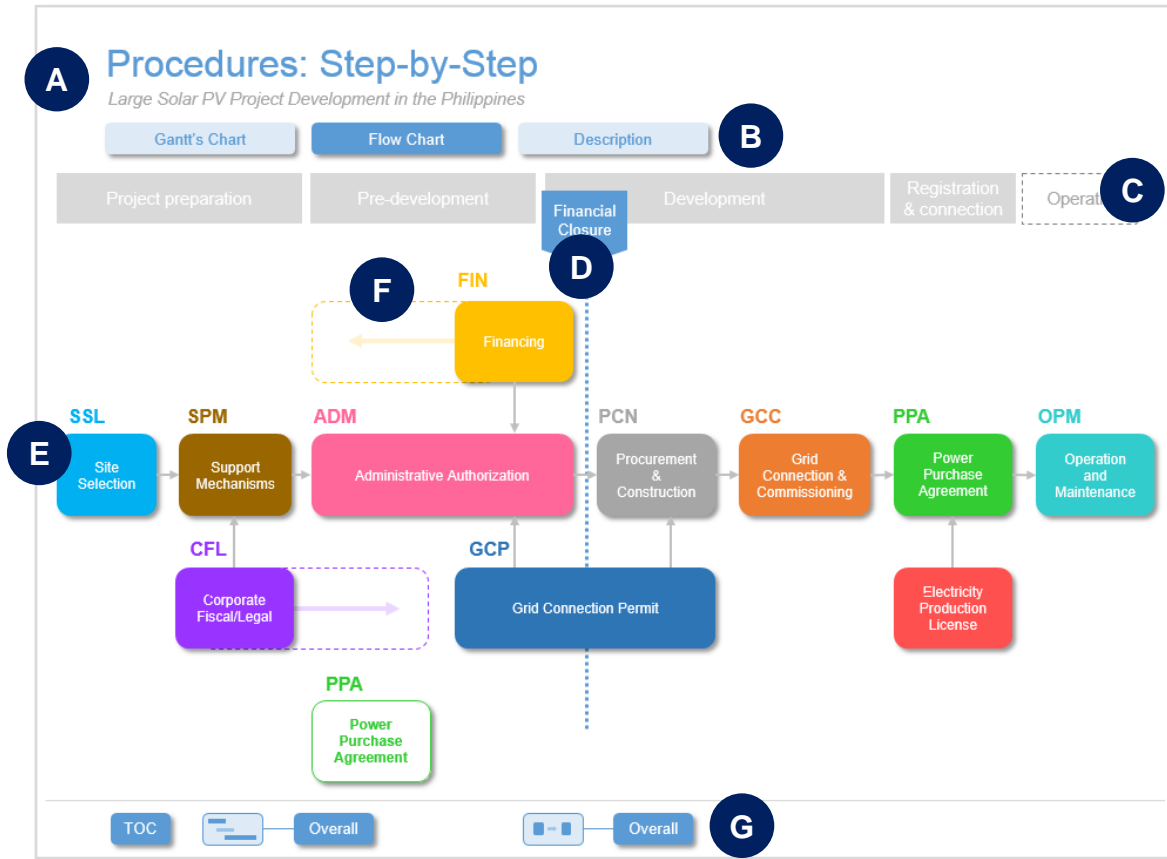 A
Procedures: Step-by-Step
Large Solar PV Project Development in the Philippines
Gantt's Chart
Flow Chart
Description
B
Project preparation
Pre-development
Development
Registration
& connection
C
Financial
Closure
D
F
FIN
Financing
SSL
SPM
ADM
PCN
GCC
PPA
OPM
E
Site
Selection
Support
Mechanisms
Administrative Authorization
Procurement
&
Construction
Grid
Connection &
Commissioning
Power
Purchase
Agreement
Operation
and
Maintenance
CFL
GCP
Corporate
Fiscal/Legal
Grid Connection Permit
Electricity
Production
License
PPA
Power
Purchase
Agreement
TOC
Overall
Overall
G